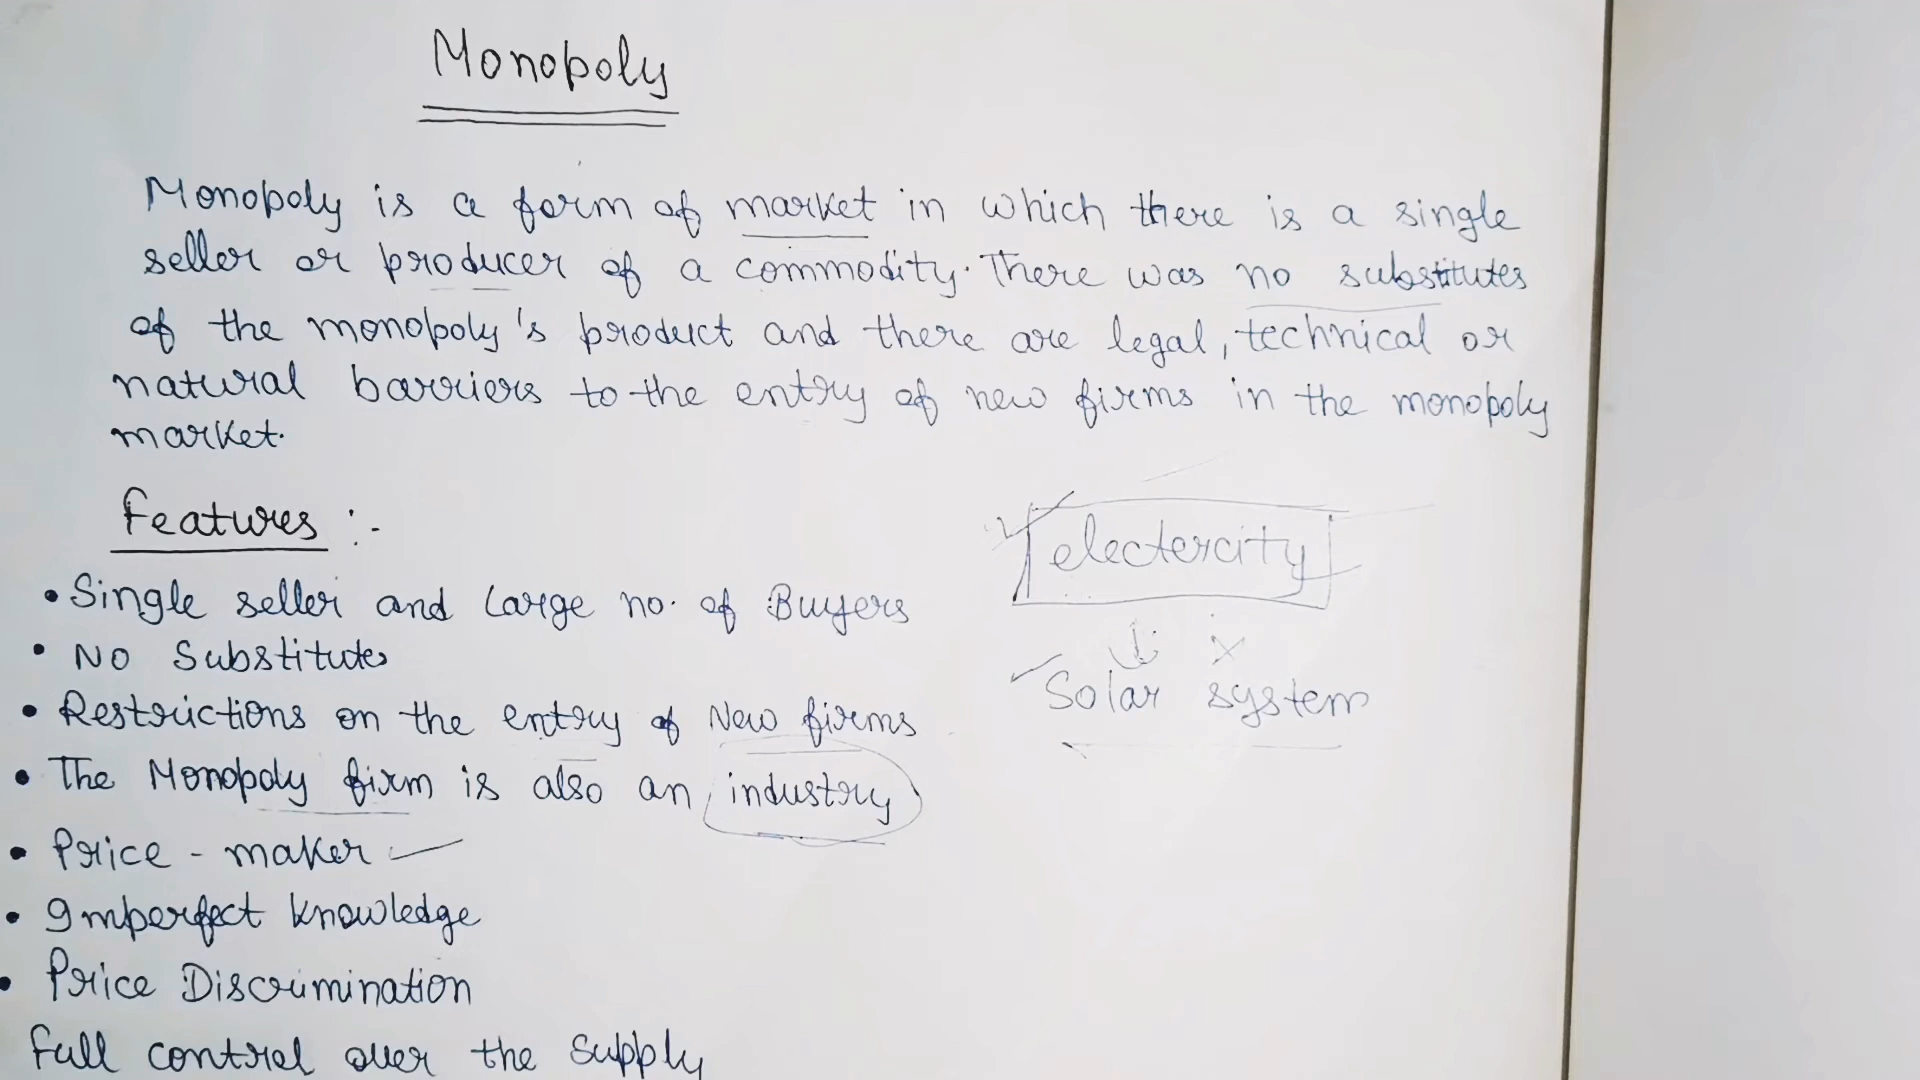 Monopoly
Monopoly is a form of market in which there is a single
seller or producer of a commodity. There was no substitutes
of the monopoly's product and there are legal, technical or
natural barriers to the entry of new firms in the monopoly
market.
Features :-
• Single seller and Large no. of Buyers
• No Substitutes
• Restrictions on the entry of New firms
• The Monopoly firm is also an industry
• Price - maker
• Imperfect knowledge
• Price Discrimination
Full control over the supply
electercity
Solar system